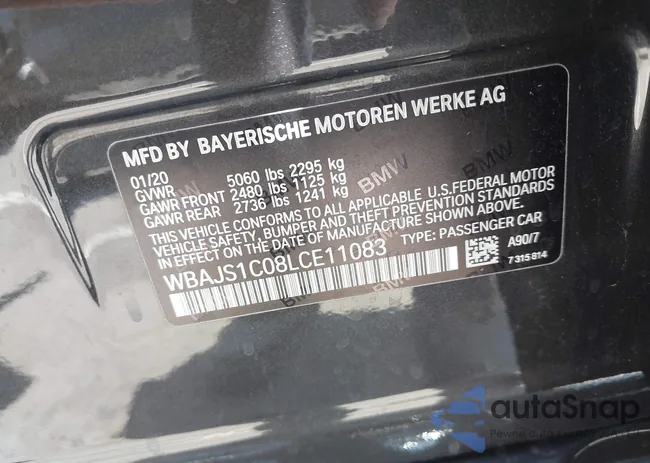 MFD BY BAYERISCHE MOTOREN WERKE AG
01/20 5060 lbs 2295 kg
GVWR
GAWR FRONT 2480 lbs 1125 kg
GAWR REAR 2736 lbs 1241 kg
THIS VEHICLE CONFORMS TO ALL APPLICABLE U.S.FEDERAL MOTOR
VEHICLE SAFETY, BUMPER AND THEFT PREVENTION STANDARDS
IN EFFECT ON THE DATE OF MANUFACTURE SHOWN ABOVE.
WBAJS1C08LCE11083 TYPE: PASSENGER CAR
A90/7
7 315 814
BMW
autaSnap
Pewne auto